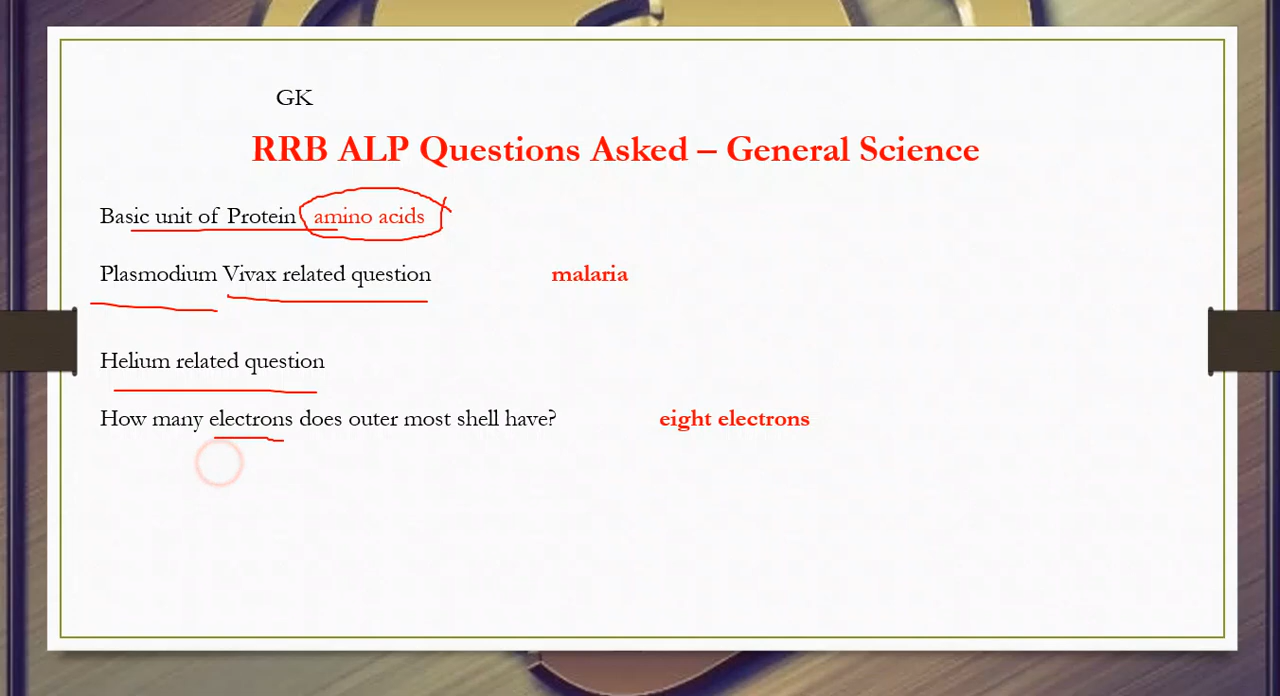 GK
RRB ALP Questions Asked – General Science
Basic unit of Protein amino acids
Plasmodium Vivax related question malaria
Helium related question
How many electrons does outer most shell have? eight electrons